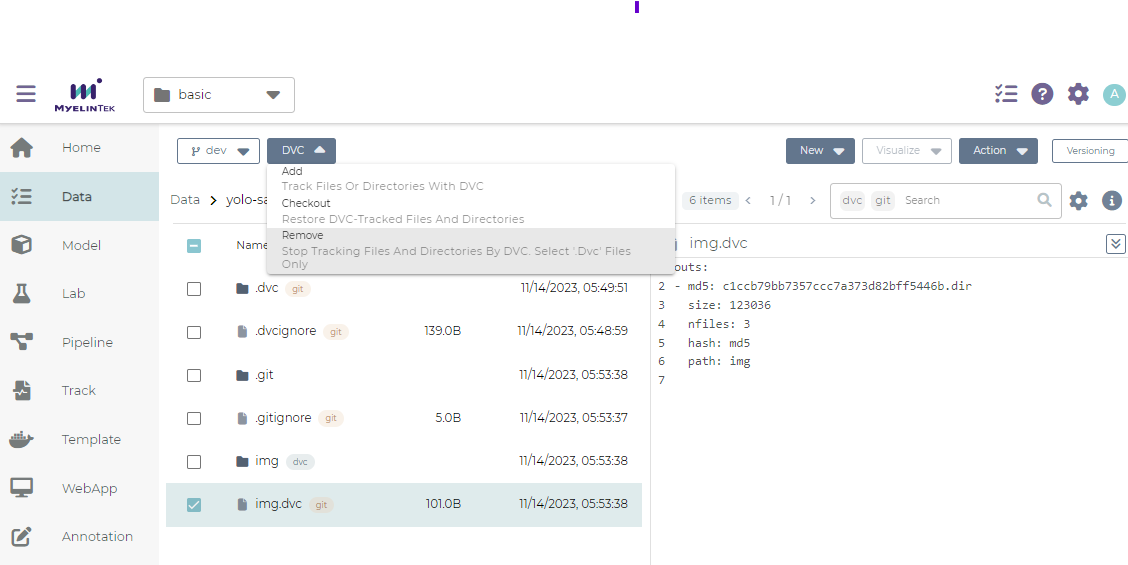 MYELINTEK
basic
?
A
Home
Data
Model
Lab
Pipeline
Track
Template
WebApp
Annotation
dev
DVC
New
Visualize
Action
Versioning
Add
Track Files Or Directories With DVC
Checkout
Restore DVC-Tracked Files And Directories
Remove
Stop Tracking Files And Directories By DVC. Select '.Dvc' Files
Only
Data > yolo-sa
6 items < 1 / 1 >
dvc git Search
Name
.dvc git 11/14/2023, 05:49:51
.dvcignore git 139.0B 11/14/2023, 05:48:59
.git 11/14/2023, 05:53:38
.gitignore git 5.0B 11/14/2023, 05:53:37
img dvc 11/14/2023, 05:53:38
img.dvc git 101.0B 11/14/2023, 05:53:38
img.dvc
outs:
2 - md5: c1ccb79bb7357ccc7a373d82bff5446b.dir
3 size: 123036
4 nfiles: 3
5 hash: md5
6 path: img
7